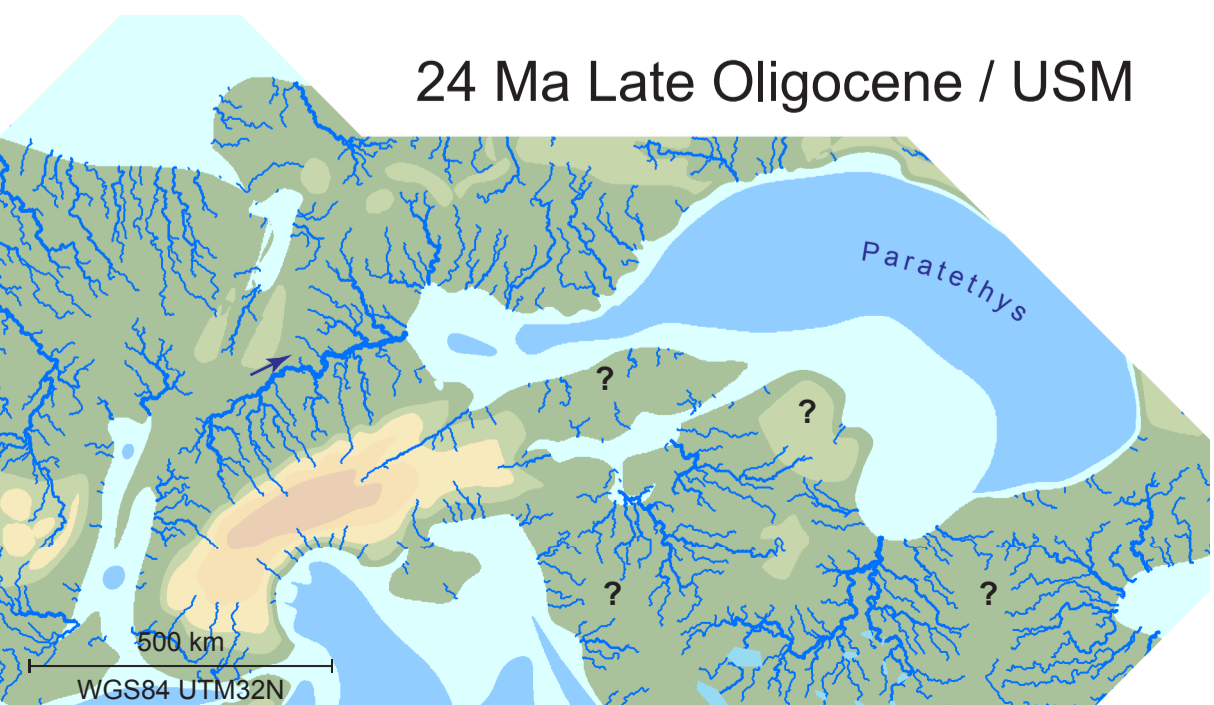 24 Ma Late Oligocene / USM
Paratethys
?
?
?
?
500 km
WGS84 UTM32N